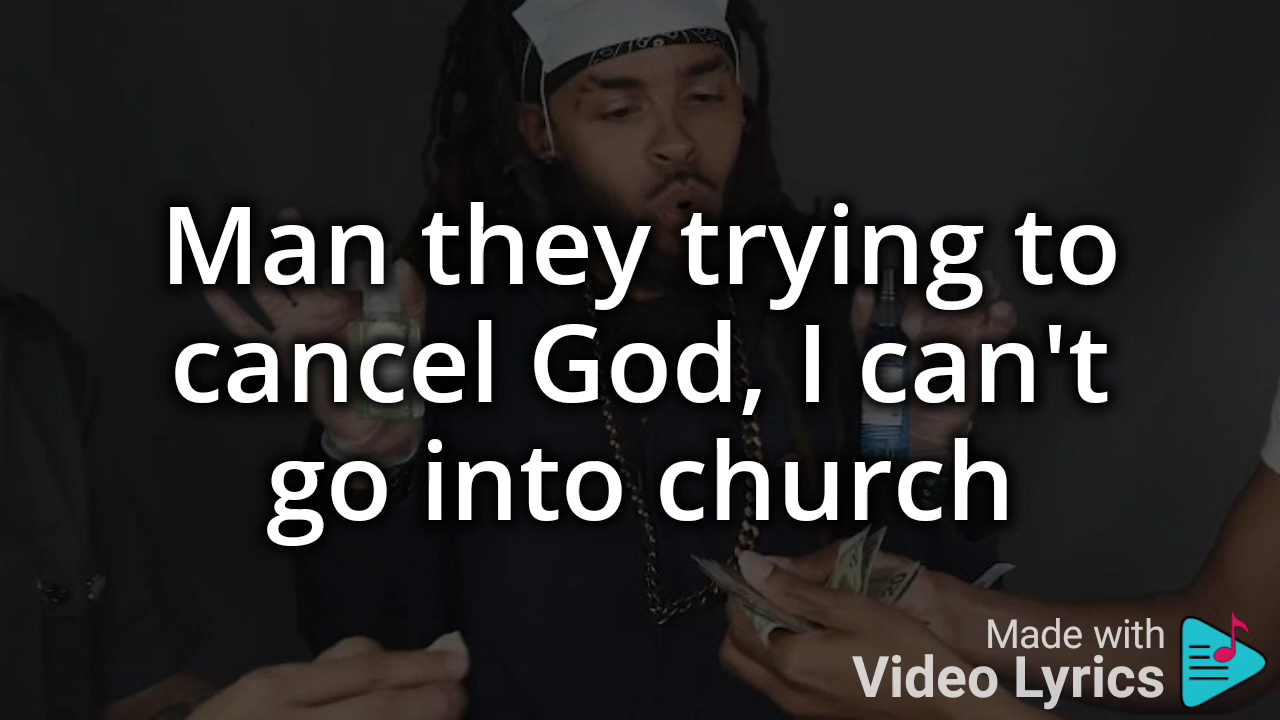 Man they trying to
cancel God, I can't
go into church
Made with
Video Lyrics